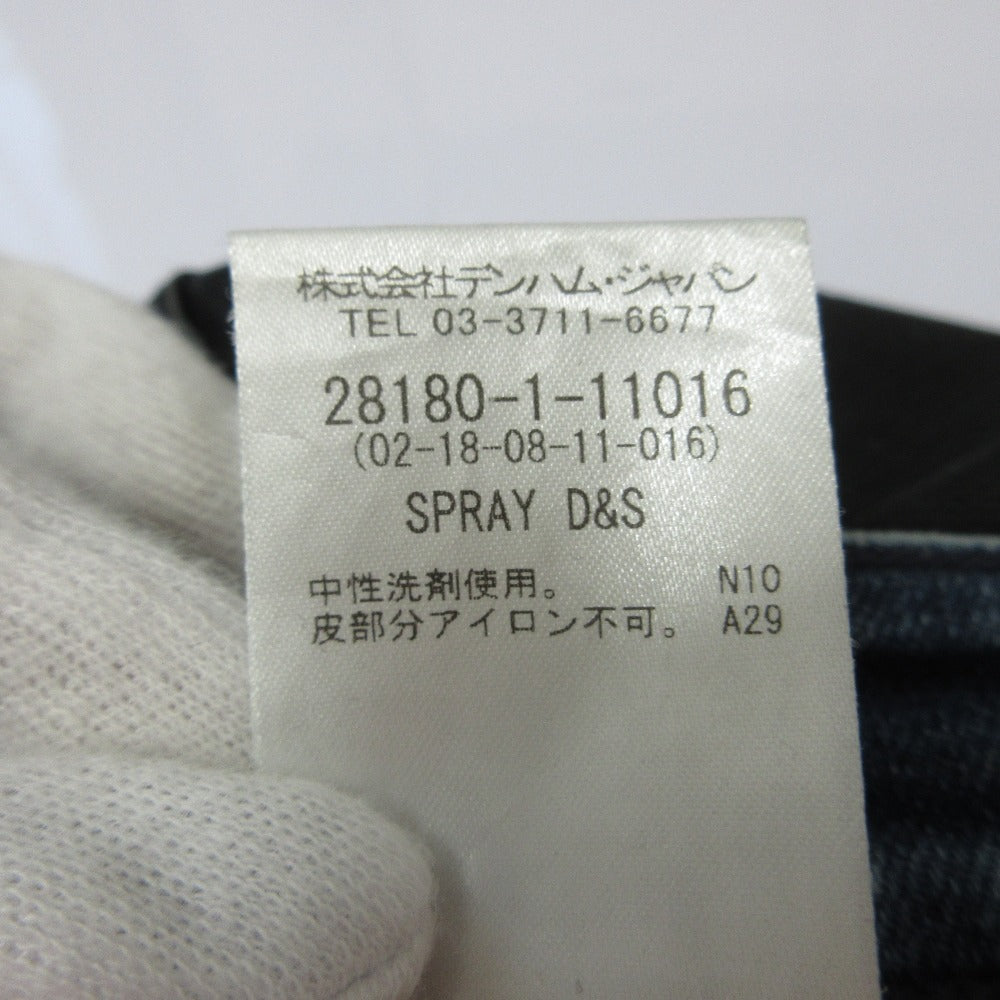 株式会社デンハム・ジャパン
TEL 03-3711-6677
28180-1-11016
(02-18-08-11-016)
SPRAY D&S
中性洗剤使用。 N10
皮部分アイロン不可。 A29